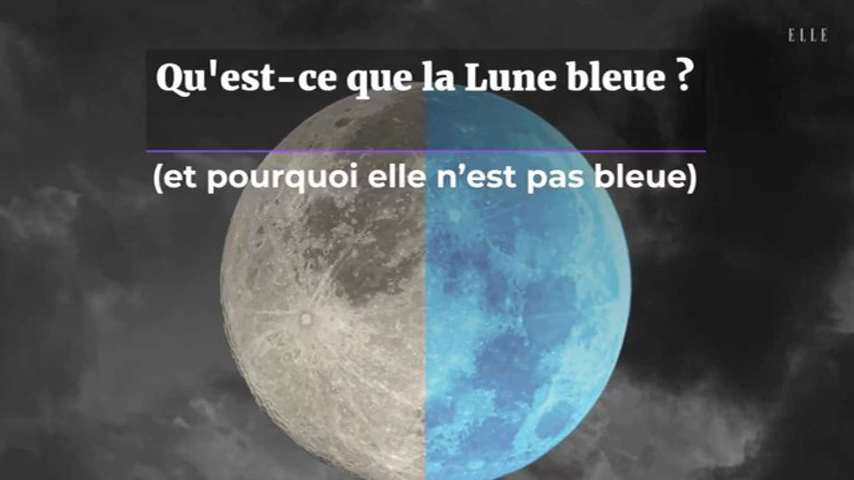 ELLE
Qu'est-ce que la Lune bleue ?
(et pourquoi elle n’est pas bleue)